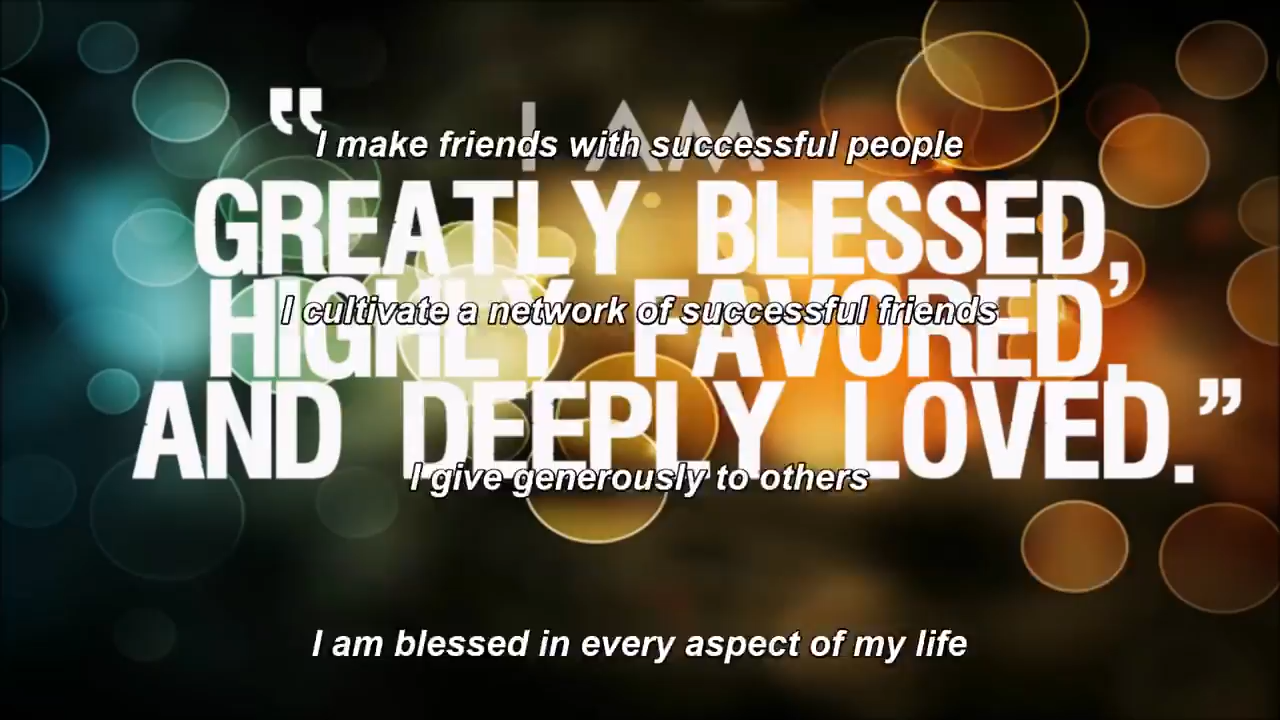 “I AM
I make friends with successful people
GREATLY BLESSED,
HIGHLY FAVORED,
I cultivate a network of successful friends
AND DEEPLY LOVED.”
I give generously to others
I am blessed in every aspect of my life